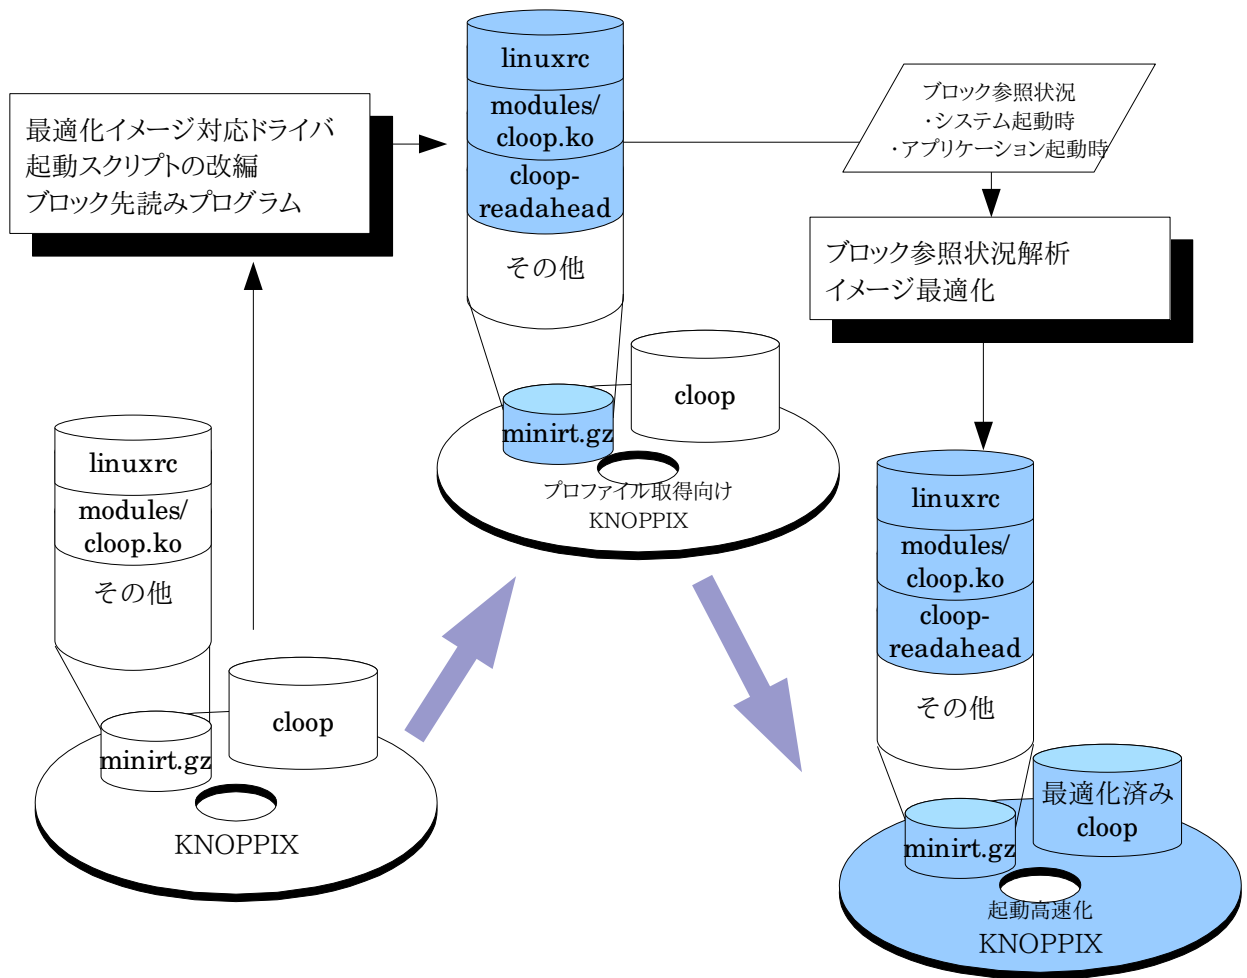 最適化イメージ対応ドライバ
起動スクリプトの改編
ブロック先読みプログラム
linuxrc
modules/
cloop.ko
cloop-
readahead
その他
cloop
minirt.gz
プロファイル取得向け
KNOPPIX
ブロック参照状況
・システム起動時
・アプリケーション起動時
ブロック参照状況解析
イメージ最適化
linuxrc
modules/
cloop.ko
その他
cloop
minirt.gz
KNOPPIX
linuxrc
modules/
cloop.ko
cloop-
readahead
その他
最適化済み
cloop
minirt.gz
起動高速化
KNOPPIX